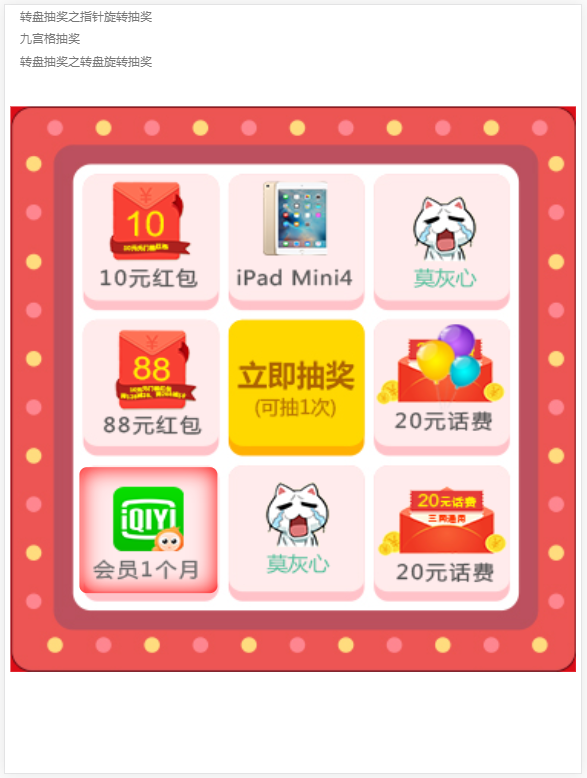 转盘抽奖之指针旋转抽奖
九宫格抽奖
转盘抽奖之转盘旋转抽奖
10
10元红包
iPad Mini4
莫灰心
88
88元红包
立即抽奖
(可抽1次)
20元话费
iQIYI
会员1个月
莫灰心
20元话费
三网通用
20元话费